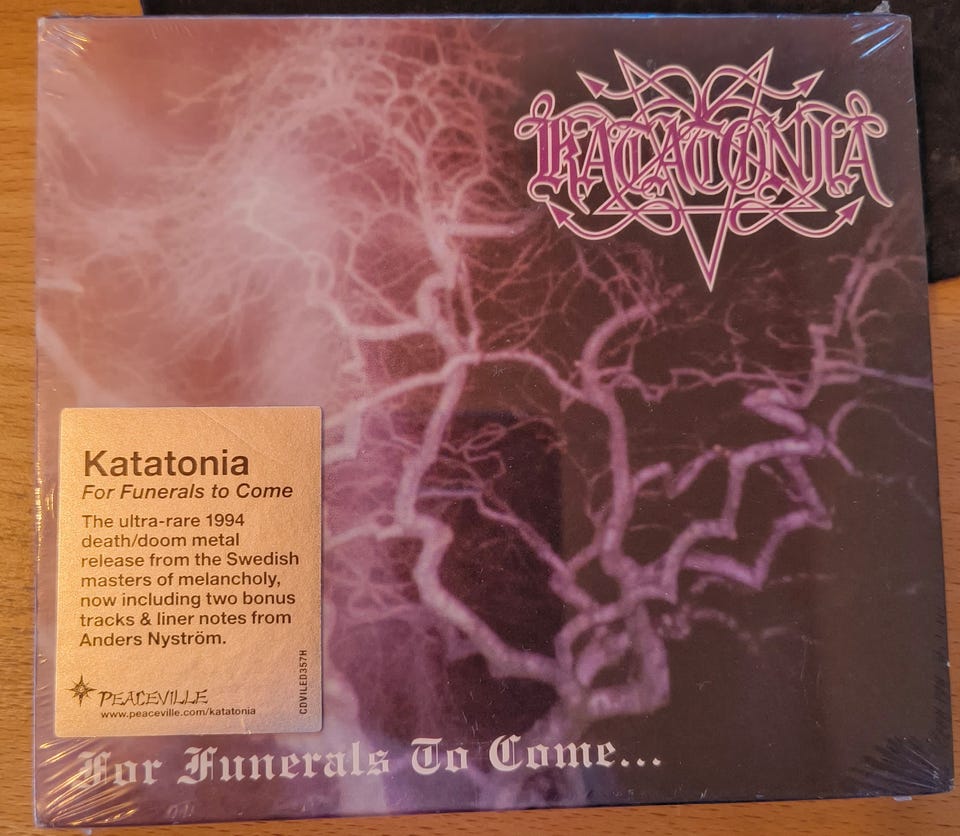 KATATONIA
Katatonia
For Funerals to Come
The ultra-rare 1994
death/doom metal
release from the Swedish
masters of melancholy,
now including two bonus
tracks & liner notes from
Anders Nyström.
PEACEVILLE
www.peaceville.com/katatonia
CDVILED357H
For Funerals To Come...